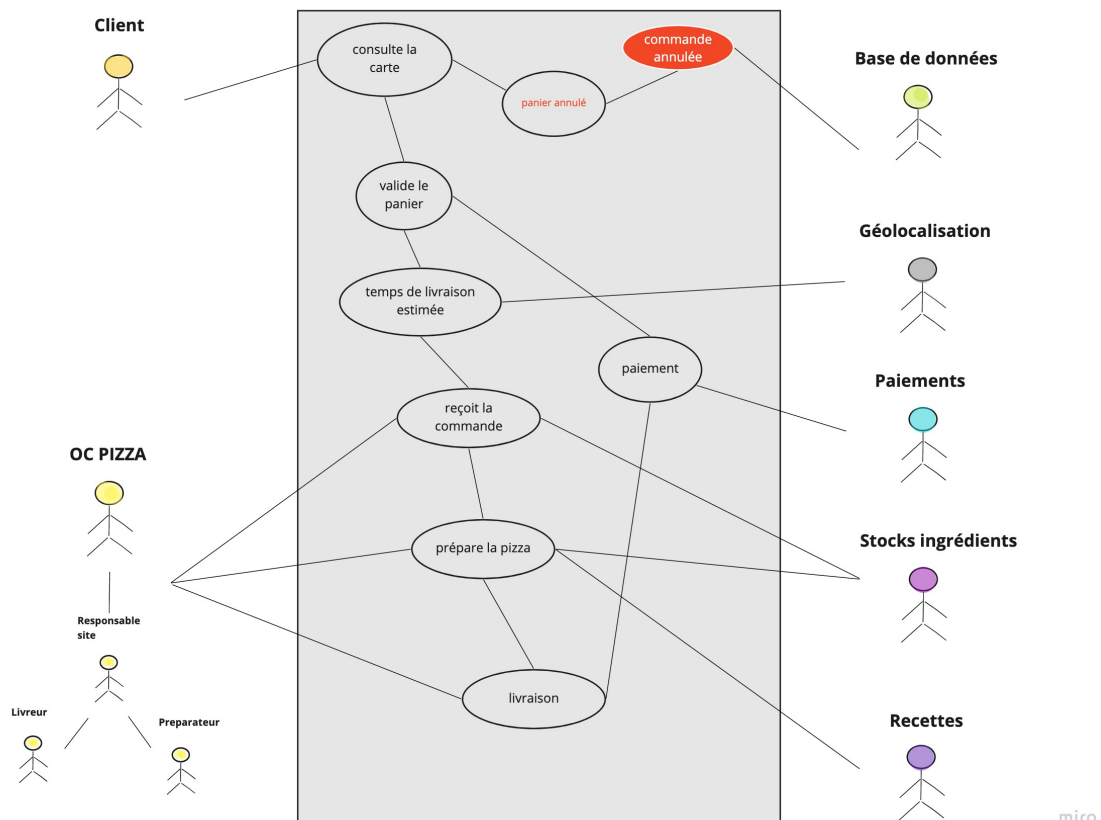 Client
consulte la
carte
commande
annulée
Base de données
panier annulé
valide le
panier
Géolocalisation
temps de livraison
estimée
paiement
Paiements
reçoit la
commande
OC PIZZA
prépare la pizza
Stocks ingrédients
Responsable
site
livraison
Livreur
Preparateur
Recettes
miro